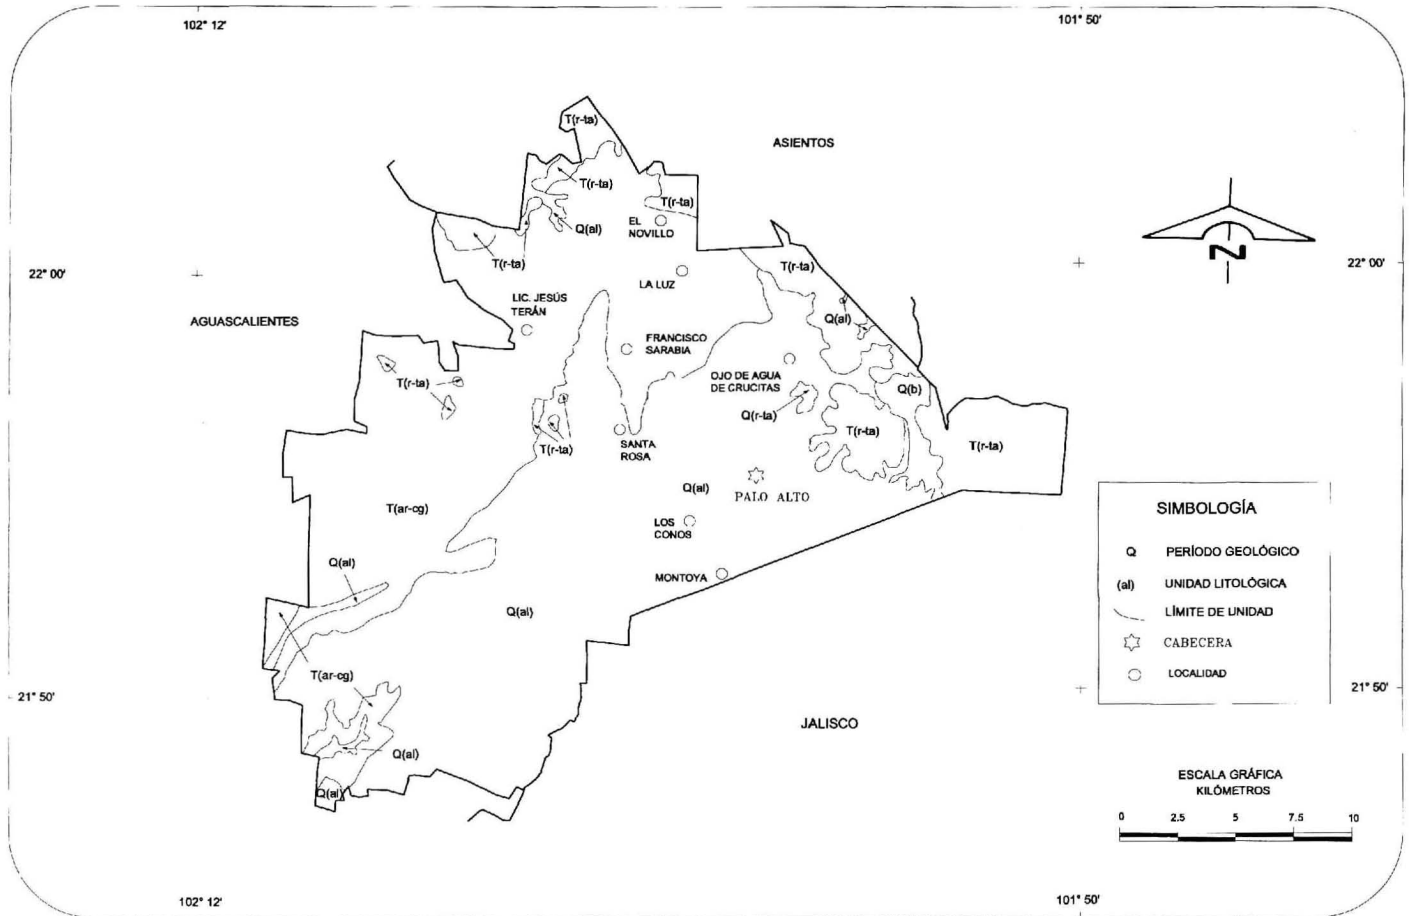 102° 12'
101° 50'
T(r-ta)
ASIENTOS
T(r-ta)
T(r-ta)
EL
NOVILLO
Q(al)
T(r-ta)
T(r-ta)
N
22° 00'
22° 00'
LA LUZ
LIC. JESÚS
TERÁN
AGUASCALIENTES
Q(al)
FRANCISCO
SARABIA
OJO DE AGUA
DE CRUCITAS
T(r-ta)
Q(b)
Q(r-ta)
T(r-ta)
T(r-ta)
SANTA
ROSA
T(r-ta)
Q(al)
PALO ALTO
T(ar-cg)
LOS
CONOS
Q(al)
MONTOYA
Q(al)
T(ar-cg)
SIMBOLOGÍA
Q PERÍODO GEOLÓGICO
(al) UNIDAD LITOLÓGICA
LÍMITE DE UNIDAD
CABECERA
LOCALIDAD
21° 50'
21° 50'
JALISCO
Q(al)
Q(al)
ESCALA GRÁFICA
KILÓMETROS
0 2.5 5 7.5 10
102° 12'
101° 50'